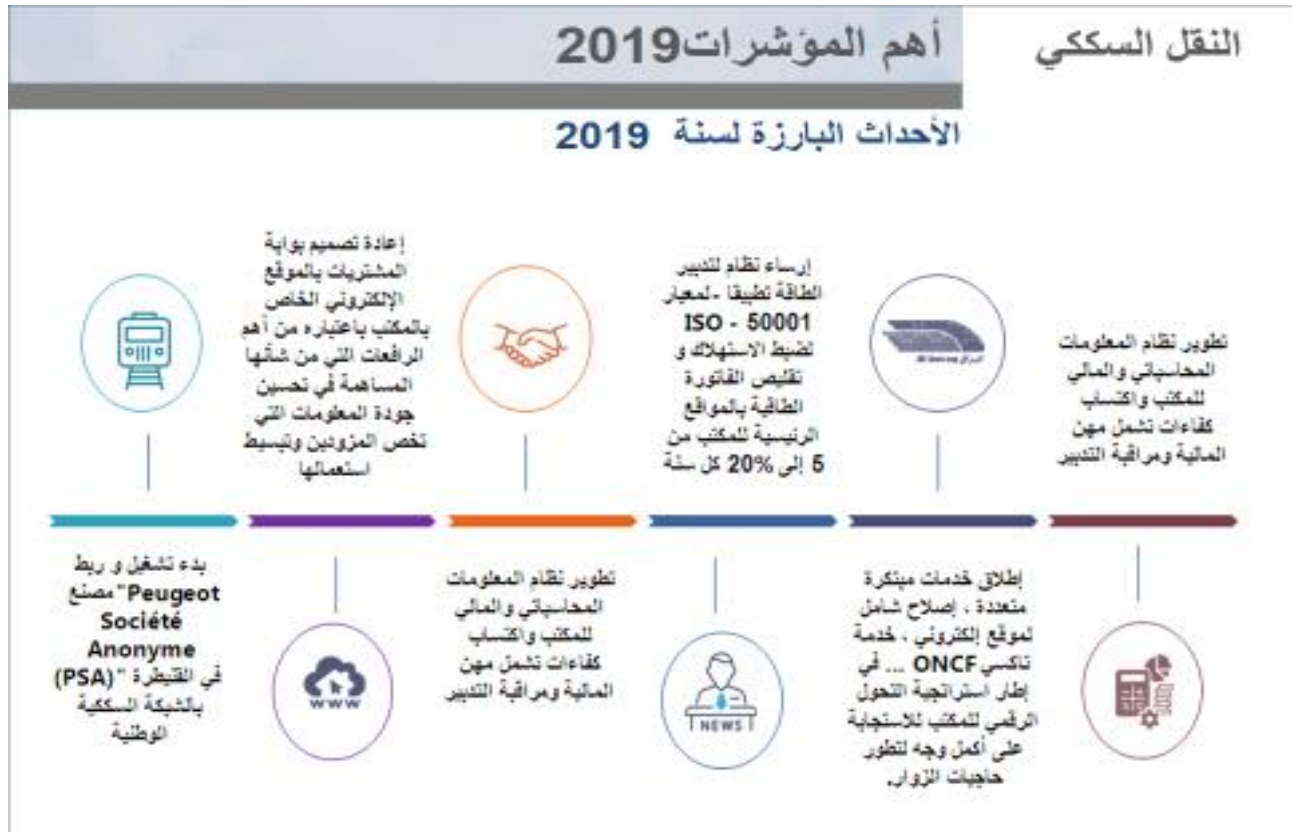 النقل السككي
أهم المؤشرات2019
الأحداث البارزة لسنة 2019
تطوير نظام المعلومات
المحاسباتي والمالي
للمكتب واكتساب
كفاءات تشمل مهن
المالية ومراقبة التدبير
إطلاق خدمات مبتكرة
متعددة ، إصلاح شامل
لموقع إلكتروني ، خدمة
تاكسي ONCF ... في
إطار استراتجية التحول
الرقمي للمكتب للاستجابة
على أكمل وجه لتطور
حاجيات الزوار.
إرساء نظام لتدبير
الطاقة تطبيقا -لمعيار
ISO - 50001
لضبط الاستهلاك و
تقليص الفاتورة
الطاقية بالمواقع
الرئيسية للمكتب من
5 إلى 20% كل سنة
NEWS
تطوير نظام المعلومات
المحاسباتي والمالي
للمكتب واكتساب
كفاءات تشمل مهن
المالية ومراقبة التدبير
إعادة تصميم بوابة
المشتريات بالموقع
الإلكتروني الخاص
بالمكتب باعتباره من أهم
الرافعات التي من شأنها
المساهمة في تحسين
جودة المعلومات التي
تخص المزودين وتبسيط
استعمالها
www
بدء تشغيل و ربط
مصنع"Peugeot
Société
Anonyme
(PSA)" في القنيطرة
بالشبكة السككية
الوطنية